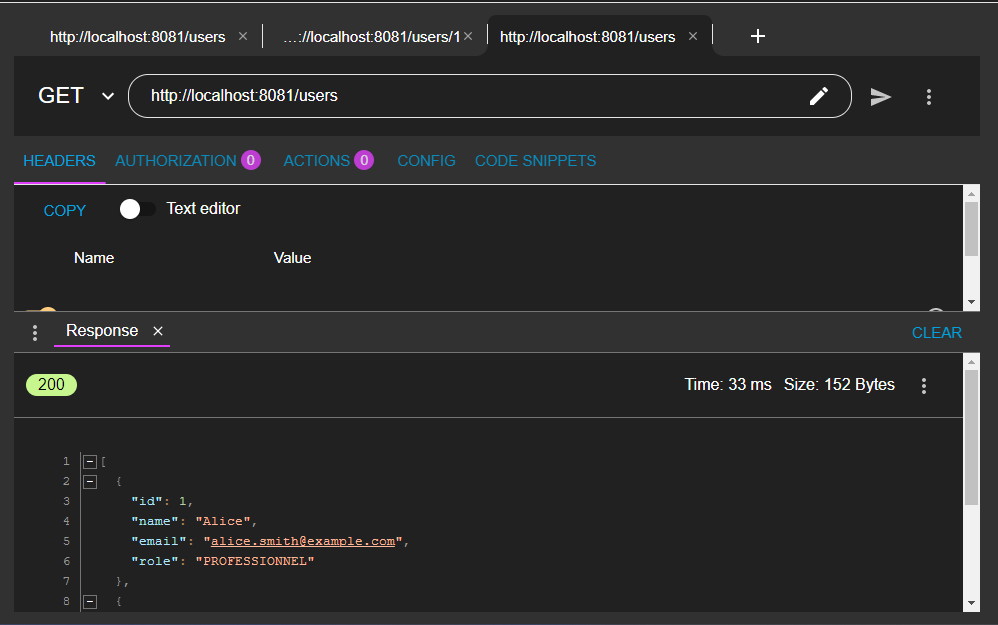 http://localhost:8081/users × ...://localhost:8081/users/1 × http://localhost:8081/users × +
GET http://localhost:8081/users
HEADERS AUTHORIZATION 0 ACTIONS 0 CONFIG CODE SNIPPETS
COPY Text editor
Name Value
Response × CLEAR
200 Time: 33 ms Size: 152 Bytes
1 [
2 {
3 "id": 1,
4 "name": "Alice",
5 "email": "alice.smith@example.com",
6 "role": "PROFESSIONNEL"
7 },
8 {